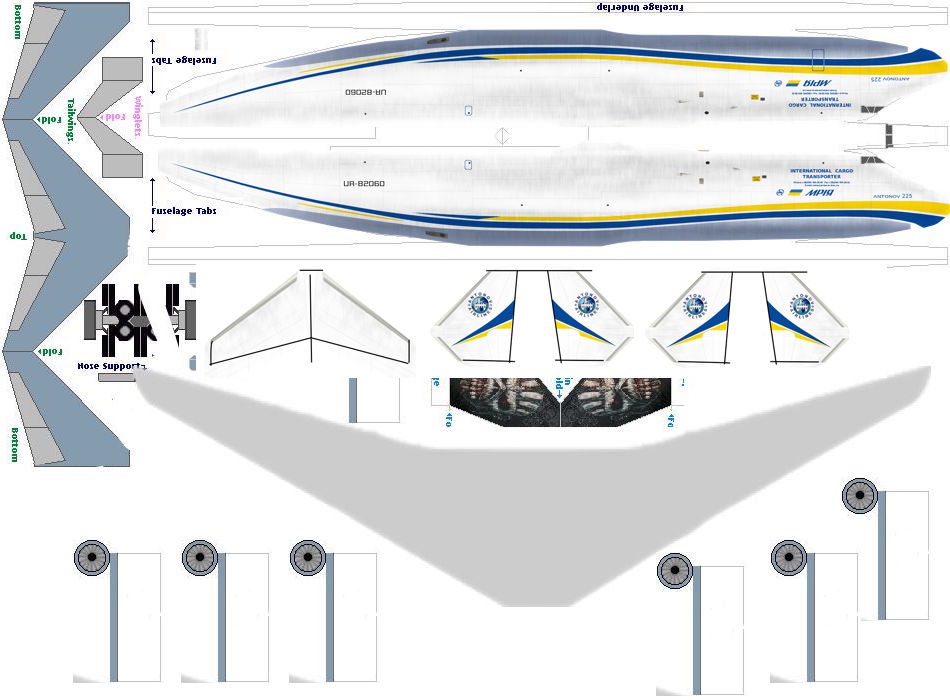 Bottom
Fuselage Underlap
Fuselage Tabs
Tailwings.
Winglets.
Fold
Fold
UR-82060
INTERNATIONAL CARGO
TRANSPORTER
ANTONOV 225
UR-82060
INTERNATIONAL CARGO
TRANSPORTER
ANTONOV 225
Fuselage Tabs
Top
Fold
Nose Support
Bottom